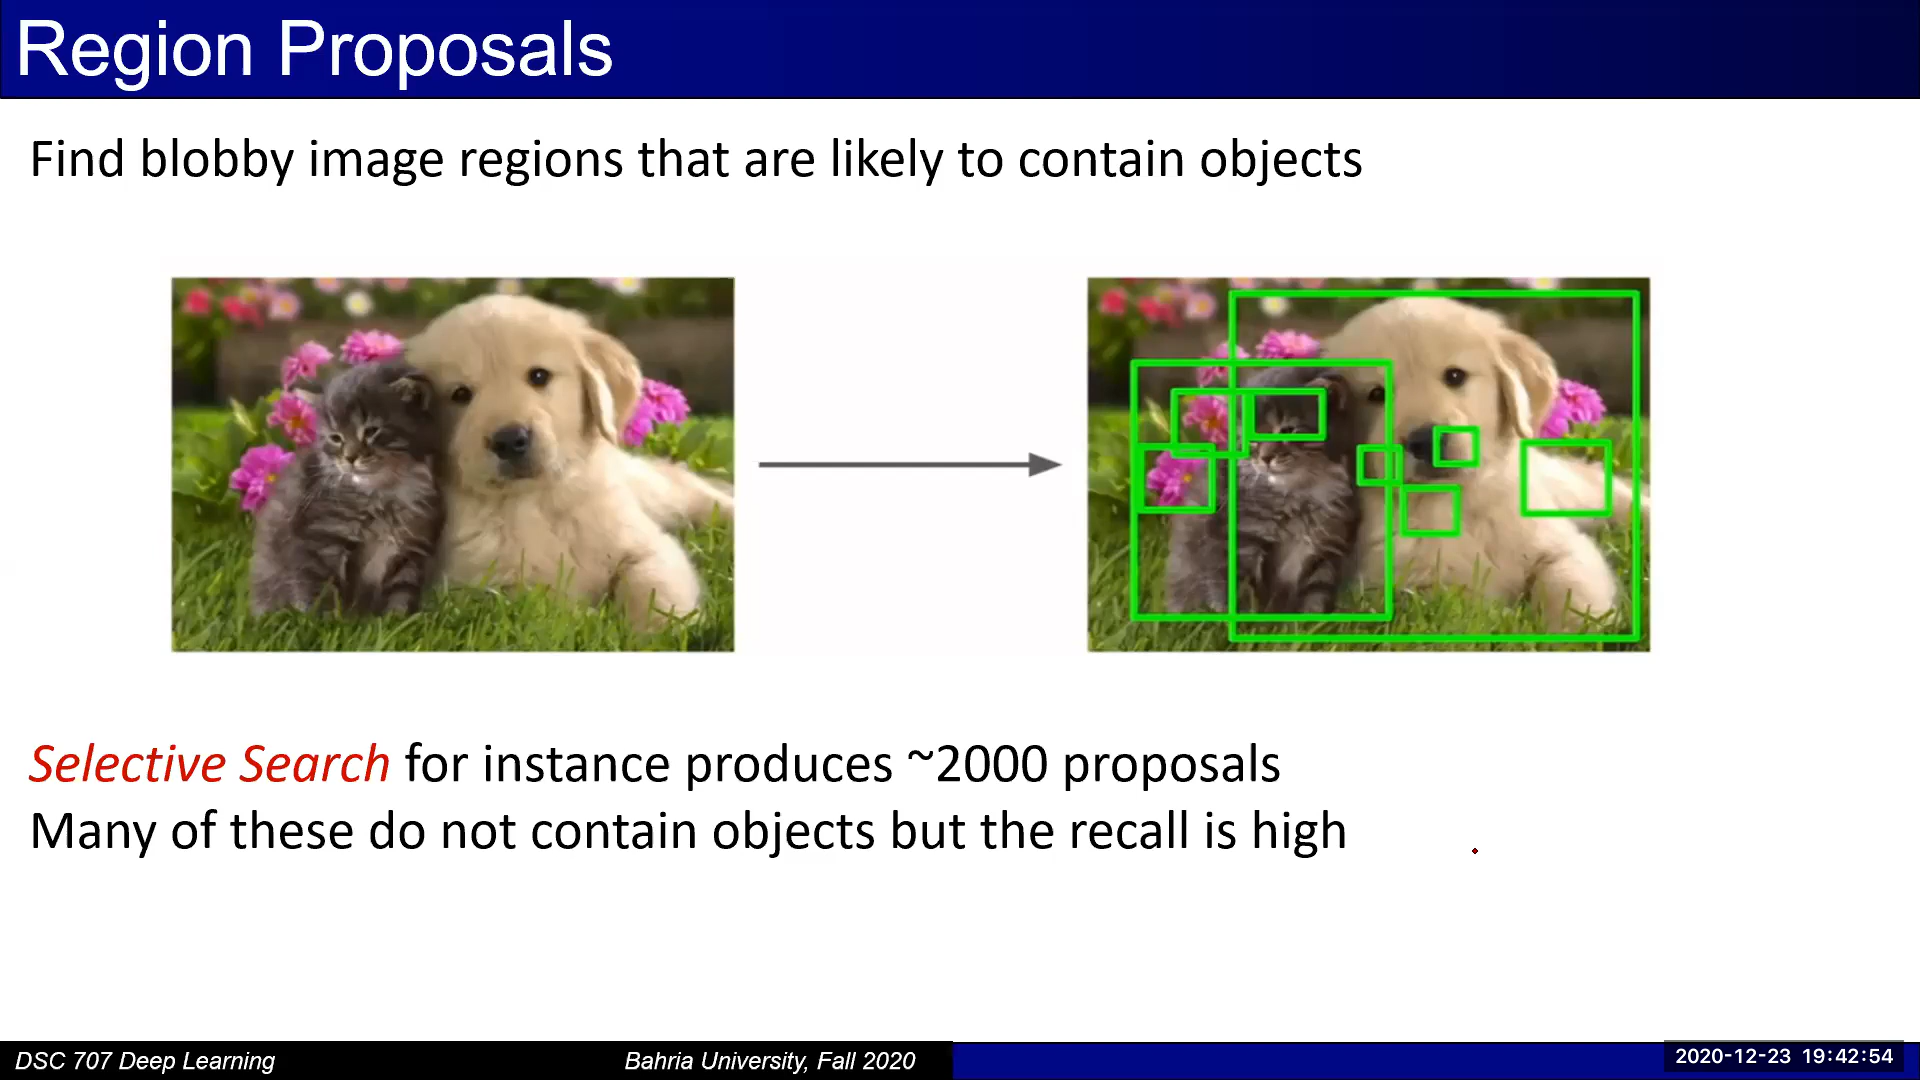 Region Proposals
Find blobby image regions that are likely to contain objects
Selective Search for instance produces ~2000 proposals
Many of these do not contain objects but the recall is high
DSC 707 Deep Learning
Bahria University, Fall 2020
2020-12-23 19:42:54